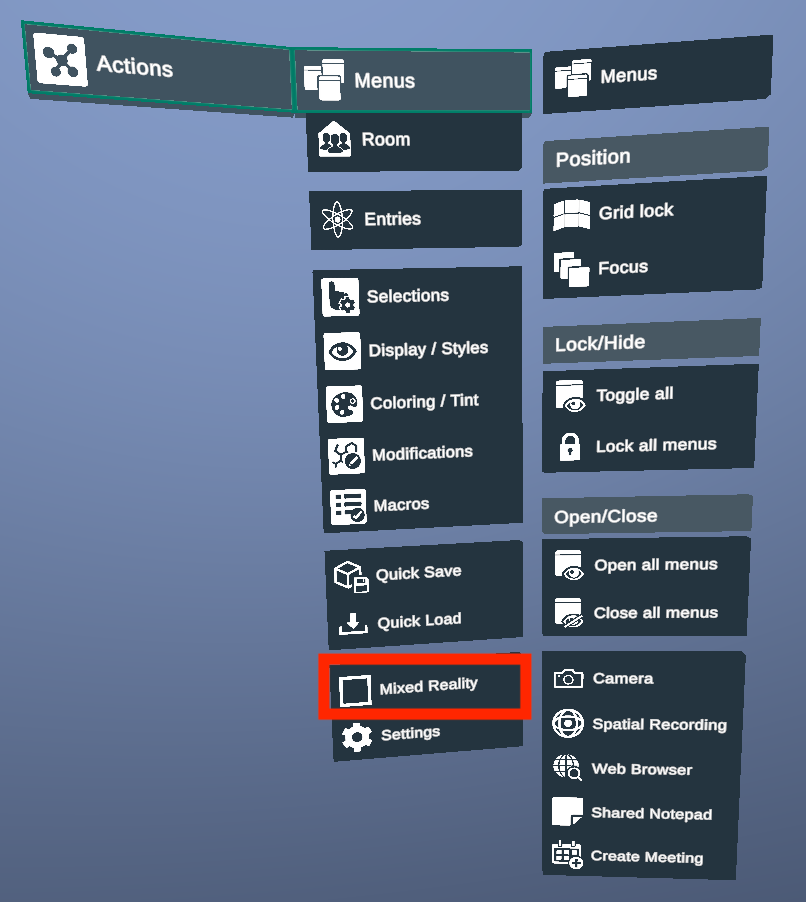 Actions
Menus
Room
Entries
Selections
Display / Styles
Coloring / Tint
Modifications
Macros
Quick Save
Quick Load
Mixed Reality
Settings
Menus
Position
Grid lock
Focus
Lock/Hide
Toggle all
Lock all menus
Open/Close
Open all menus
Close all menus
Camera
Spatial Recording
Web Browser
Shared Notepad
Create Meeting